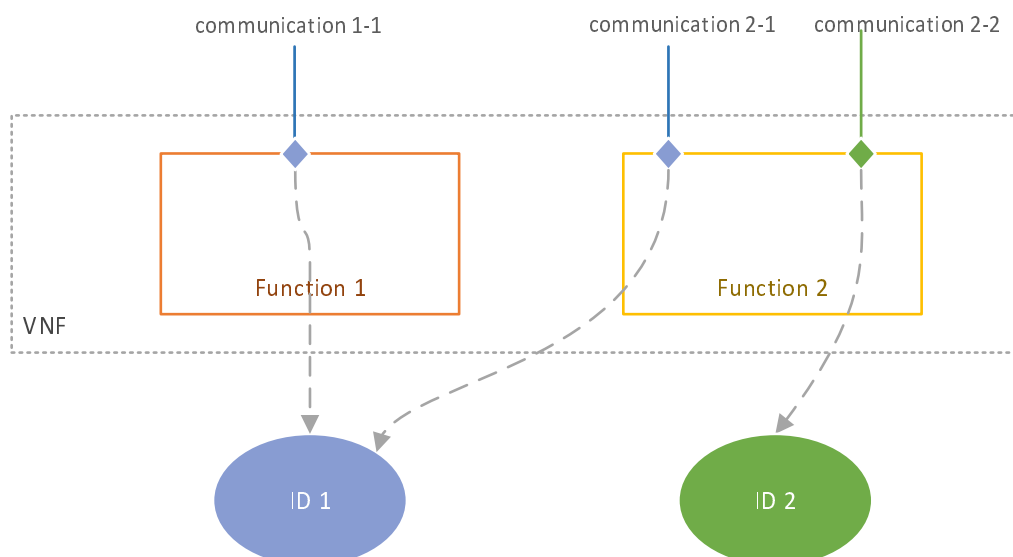 communication 1-1
communication 2-1
communication 2-2
Function 1
Function 2
VNF
ID 1
ID 2